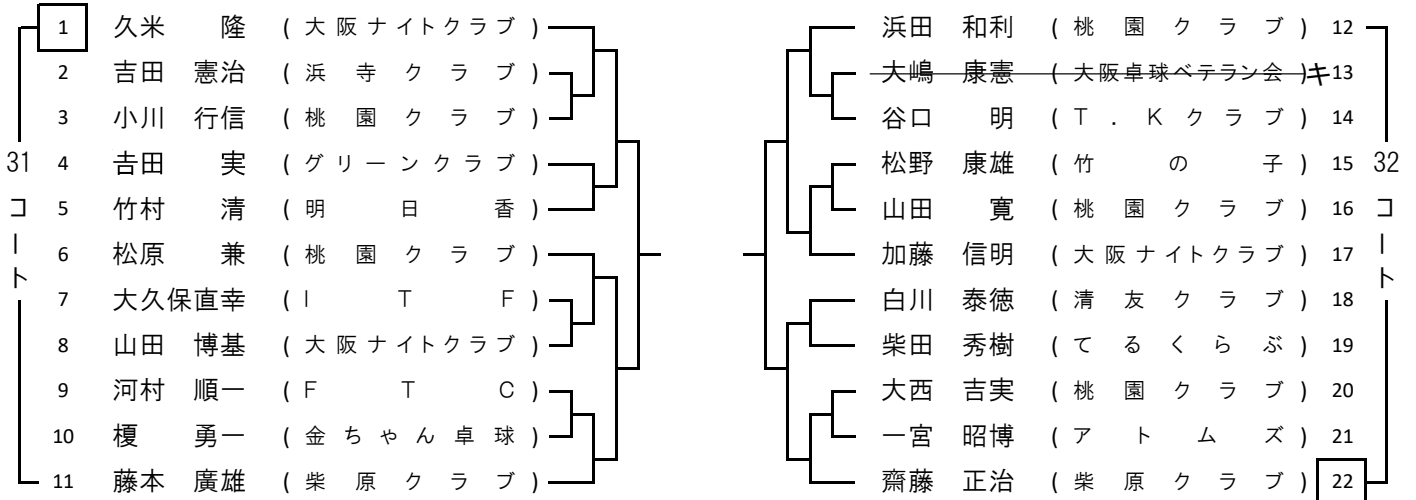 1 久米 隆 (大阪ナイトクラブ)
2 吉田 憲治 (浜寺クラブ)
3 小川 行信 (桃園クラブ)
4 吉田 実 (グリーンクラブ)
5 竹村 清 (明日香)
6 松原 兼 (桃園クラブ)
7 大久保直幸 (ITF)
8 山田 博基 (大阪ナイトクラブ)
9 河村 順一 (FTC)
10 榎 勇一 (金ちゃん卓球)
11 藤本 廣雄 (柴原クラブ)
31コート
浜田 和利 (桃園クラブ) 12
大嶋 康憲 (大阪卓球ベテラン会)キ13
谷口 明 (T.Kクラブ) 14
松野 康雄 (竹の子) 15
山田 寛 (桃園クラブ) 16
加藤 信明 (大阪ナイトクラブ) 17
白川 泰徳 (清友クラブ) 18
柴田 秀樹 (てるくらぶ) 19
大西 吉実 (桃園クラブ) 20
一宮 昭博 (アトムズ) 21
齋藤 正治 (柴原クラブ) 22
32コート